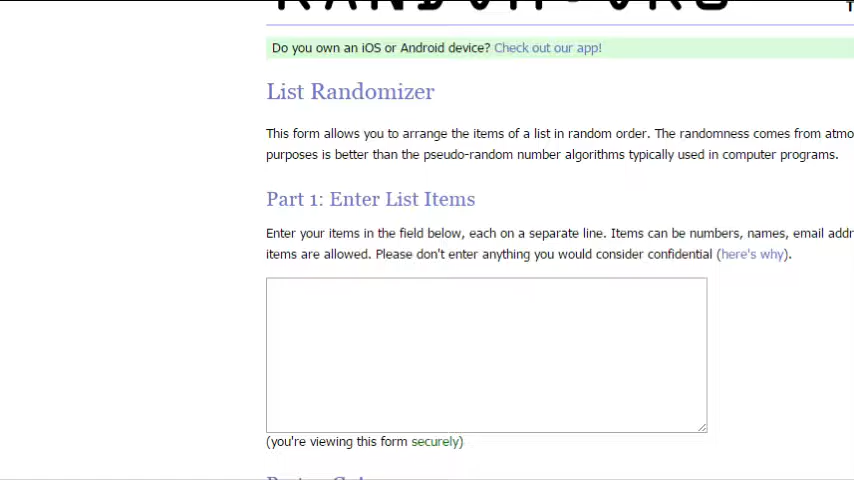 RANDOM.ORG
T
Do you own an iOS or Android device? Check out our app!
List Randomizer
This form allows you to arrange the items of a list in random order. The randomness comes from atmo
purposes is better than the pseudo-random number algorithms typically used in computer programs.
Part 1: Enter List Items
Enter your items in the field below, each on a separate line. Items can be numbers, names, email addr
items are allowed. Please don't enter anything you would consider confidential (here's why).
(you're viewing this form securely)